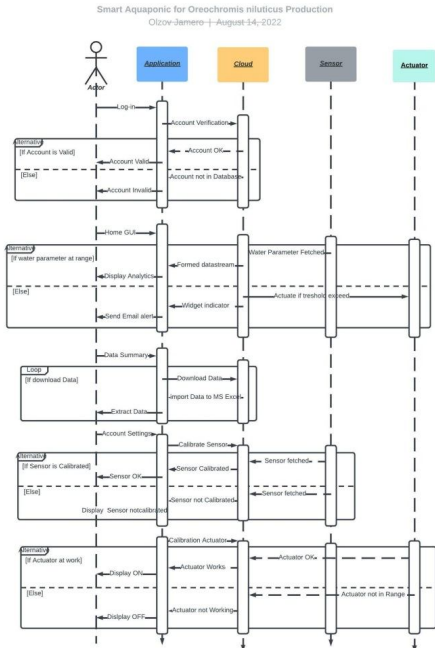 Smart Aquaponic for Oreochromis niluticus Production
Olzov Jamero | August 14, 2022
Actor
Application
Cloud
Sensor
Actuator
Log-in
Account Verification
Alternative
[If Account is Valid]
Account OK
Account Valid
[Else]
Account not in Database
Account Invalid
Home GUI
Alternative
[If water parameter at range]
Water Parameter Fetched
Formed datastream
Display Analytics
[Else]
Actuate if treshold exceed
Widget indicator
Send Email alert
Data Summary
Loop
[If download Data]
Download Data
import Data to MS Excel
Extract Data
Account Settings
Calibrate Sensor
Alternative
[If Sensor is Calibrated]
Sensor fetched
Sensor Calibrated
Sensor OK
[Else]
Sensor fetched
Sensor not Calibrated
Display Sensor notcalibrated
Calibration Actuator
Alternative
[If Actuator at work]
Actuator OK
Actuator Works
Display ON
[Else]
Actuator not in Range
Actuator not Working
Dislplay OFF